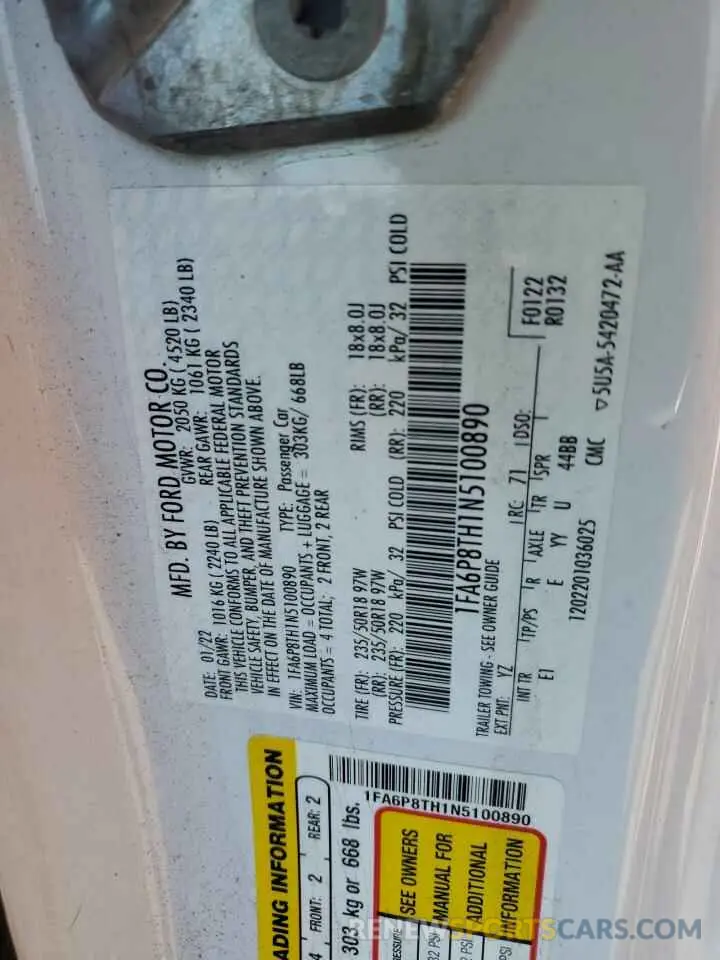 MFD. BY FORD MOTOR CO.
DATE: 01/22 GVWR: 2050 KG ( 4520 LB)
FRONT GAWR: 1016 KG ( 2240 LB) REAR GAWR: 1061 KG ( 2340 LB)
THIS VEHICLE CONFORMS TO ALL APPLICABLE FEDERAL MOTOR
VEHICLE SAFETY, BUMPER, AND THEFT PREVENTION STANDARDS
IN EFFECT ON THE DATE OF MANUFACTURE SHOWN ABOVE.
VIN: 1FA6P8TH1N5100890 TYPE: Passenger Car
MAXIMUM LOAD = OCCUPANTS + LUGGAGE = 303KG/ 668LB
OCCUPANTS = 4 TOTAL; 2 FRONT, 2 REAR
TIRE (FR): 235/50R18 97W RIMS (FR): 18x8.0J
(RR): 235/50R18 97W (RR): 18x8.0J
PRESSURE (FR): 220 kPa/ 32 PSI COLD (RR): 220 kPa/ 32 PSI COLD
1FA6P8TH1N5100890
TRAILER TOWING - SEE OWNER GUIDE
EXT PNT: YZ RC: 71 DSO: F0122
R0132
INT TR TP/PS R AXLE TR SPR
EI E YY U 44BB
1202201036025 CMC ▽5U5A-5420472-AA
ADING INFORMATION
4 FRONT: 2 REAR: 2
303 kg or 668 lbs.
1FA6P8TH1N5100890
SEE OWNERS
MANUAL FOR
ADDITIONAL
INFORMATION
RENEWSPORTSCARS.COM